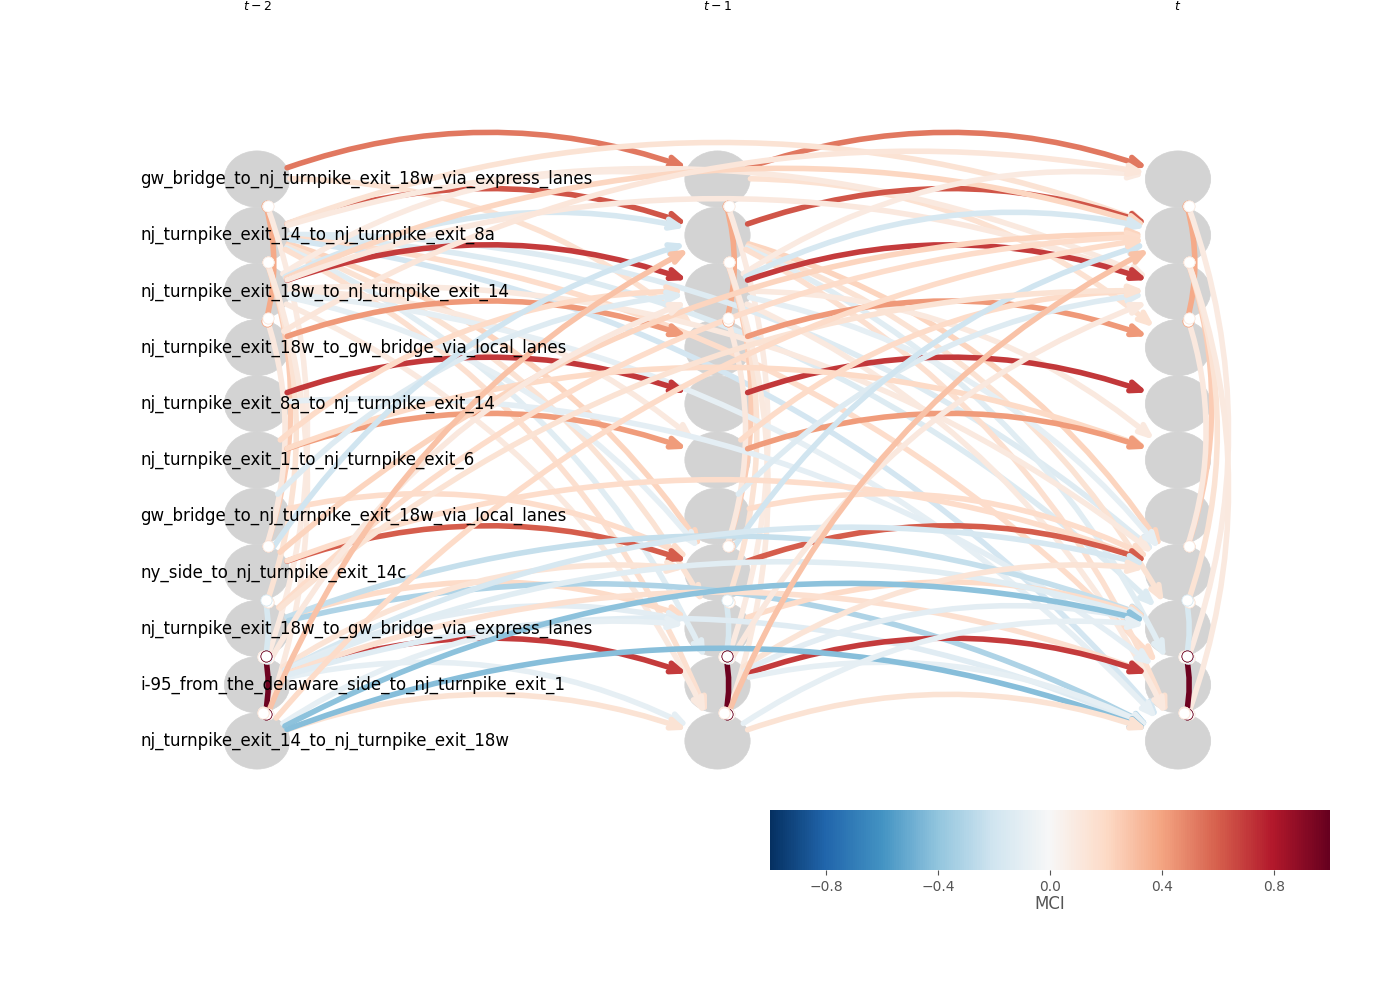 t − 2
t − 1
t
gw_bridge_to_nj_turnpike_exit_18w_via_express_lanes
nj_turnpike_exit_14_to_nj_turnpike_exit_8a
nj_turnpike_exit_18w_to_nj_turnpike_exit_14
nj_turnpike_exit_18w_to_gw_bridge_via_local_lanes
nj_turnpike_exit_8a_to_nj_turnpike_exit_14
nj_turnpike_exit_1_to_nj_turnpike_exit_6
gw_bridge_to_nj_turnpike_exit_18w_via_local_lanes
ny_side_to_nj_turnpike_exit_14c
nj_turnpike_exit_18w_to_gw_bridge_via_express_lanes
i-95_from_the_delaware_side_to_nj_turnpike_exit_1
nj_turnpike_exit_14_to_nj_turnpike_exit_18w
−0.8 −0.4 0.0 0.4 0.8
MCI